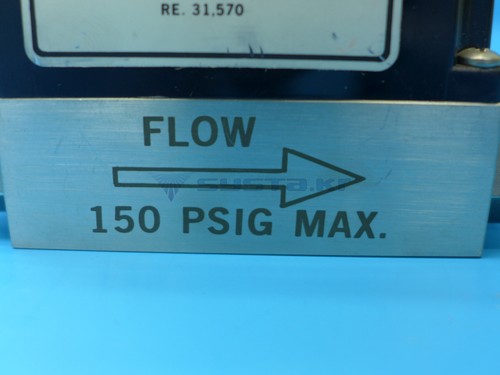 RE. 31,570
FLOW
150 PSIG MAX.